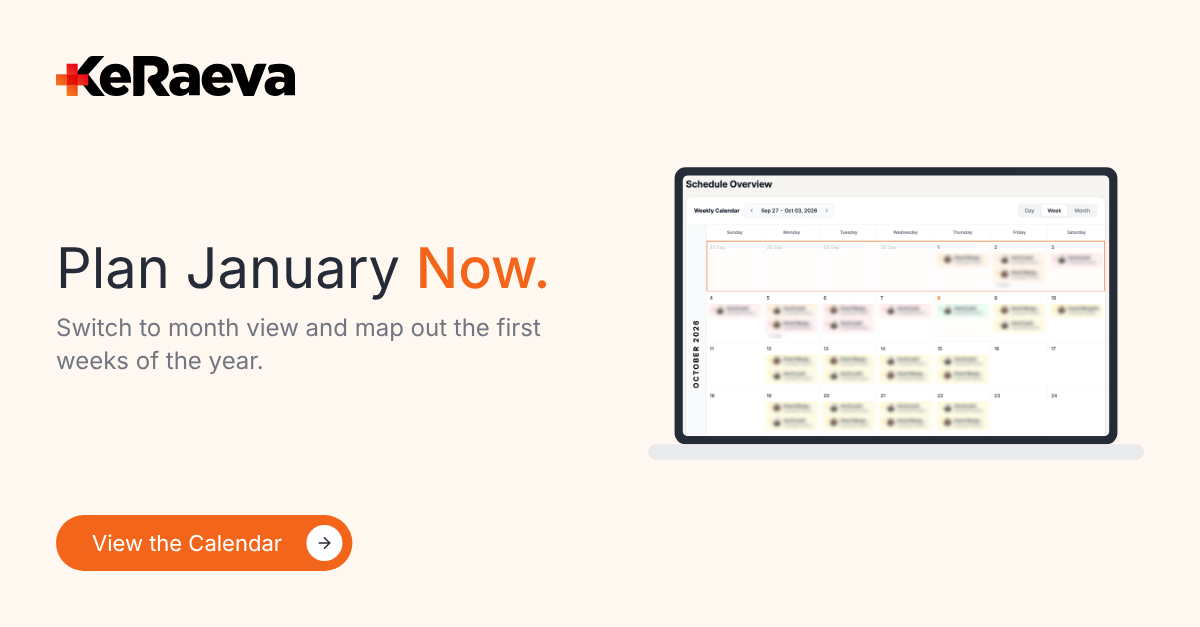 KeRaeva
Plan January Now.
Switch to month view and map out the first
weeks of the year.
View the Calendar
Schedule Overview
Weekly Calendar Sep 27 – Oct 03, 2026 Day Week Month
Sunday Monday Tuesday Wednesday Thursday Friday Saturday
27 Sep 28 Sep 29 Sep 30 Sep 1 2 3
4 5 6 7 8 9 10
OCTOBER 2026
11 12 13 14 15 16 17
18 19 20 21 22 23 24